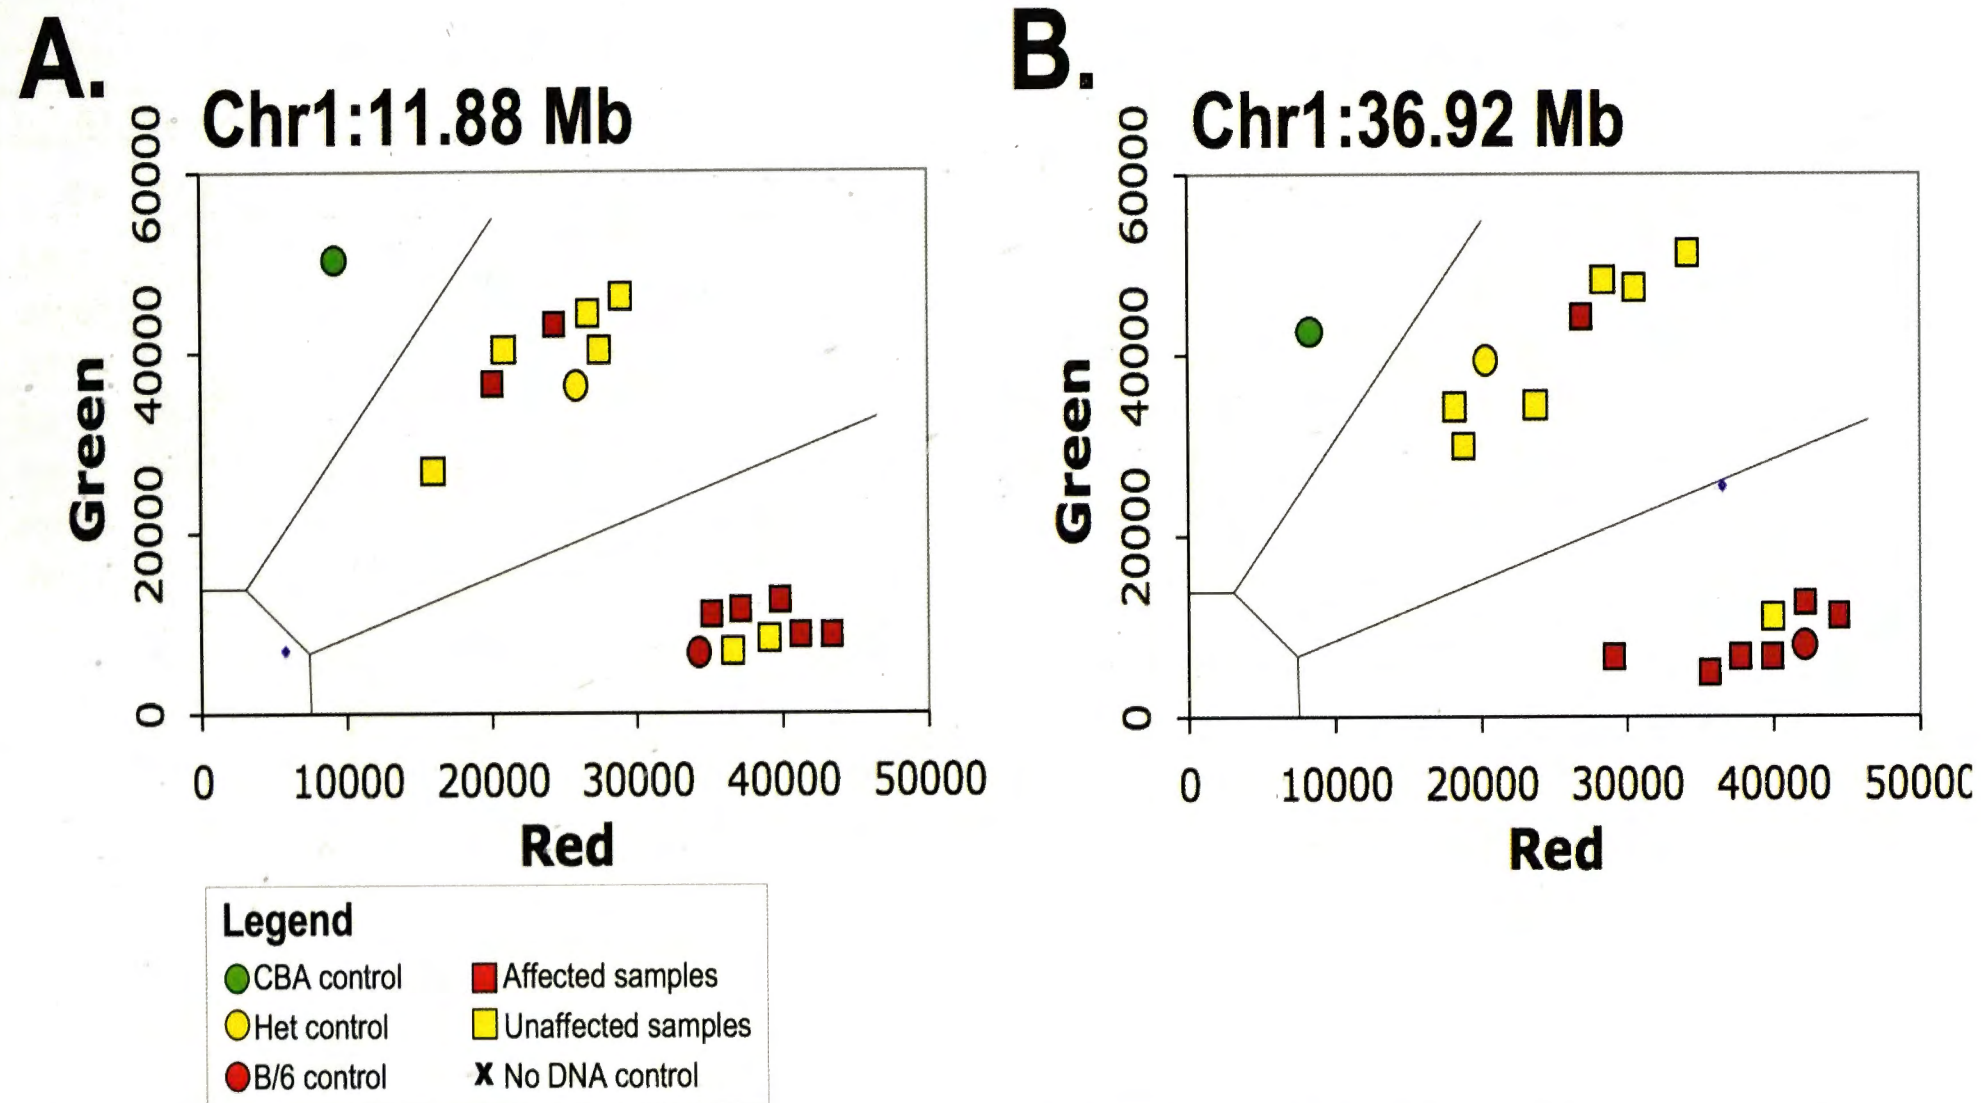 A.
Chr1:11.88 Mb
60000
40000
20000
0
Green
0 10000 20000 30000 40000 50000
Red
B.
Chr1:36.92 Mb
60000
40000
20000
0
Green
0 10000 20000 30000 40000 50000
Red
Legend
CBA control
Affected samples
Het control
Unaffected samples
B/6 control
x No DNA control